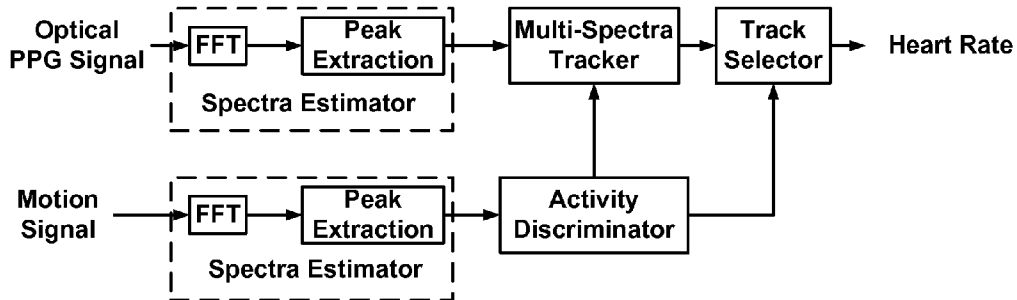 Optical
PPG Signal
FFT
Peak
Extraction
Spectra Estimator
Multi-Spectra
Tracker
Track
Selector
Heart Rate
Motion
Signal
FFT
Peak
Extraction
Spectra Estimator
Activity
Discriminator